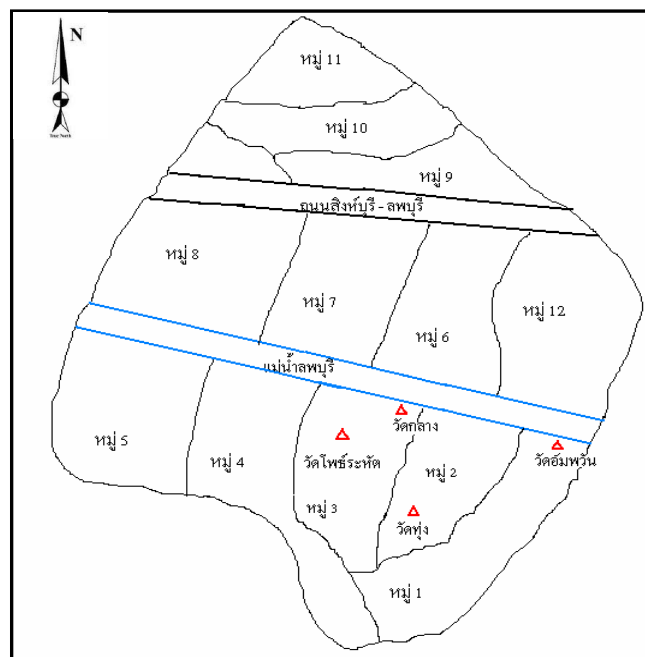 N
True North
หมู่ 11
หมู่ 10
หมู่ 9
ถนนสิงห์บุรี - ลพบุรี
หมู่ 8
หมู่ 7
หมู่ 6
หมู่ 12
แม่น้ำลพบุรี
วัดกลาง
หมู่ 5
หมู่ 4
วัดโพธ์ระหัต
หมู่ 2
วัดอัมพวัน
หมู่ 3
วัดทุ่ง
หมู่ 1